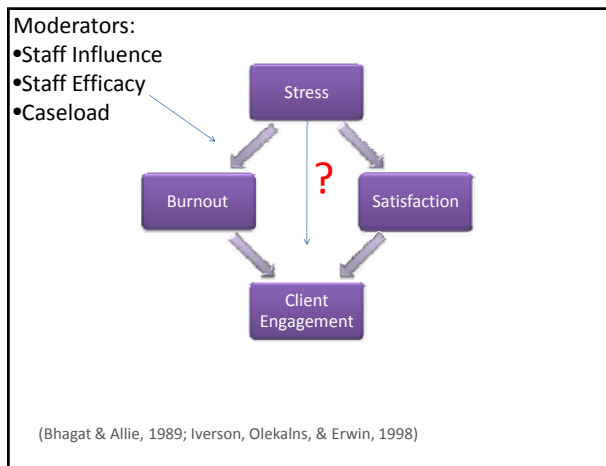 Moderators:
•Staff Influence
•Staff Efficacy
•Caseload
Stress
?
Burnout
Satisfaction
Client
Engagement
(Bhagat & Allie, 1989; Iverson, Olekalns, & Erwin, 1998)